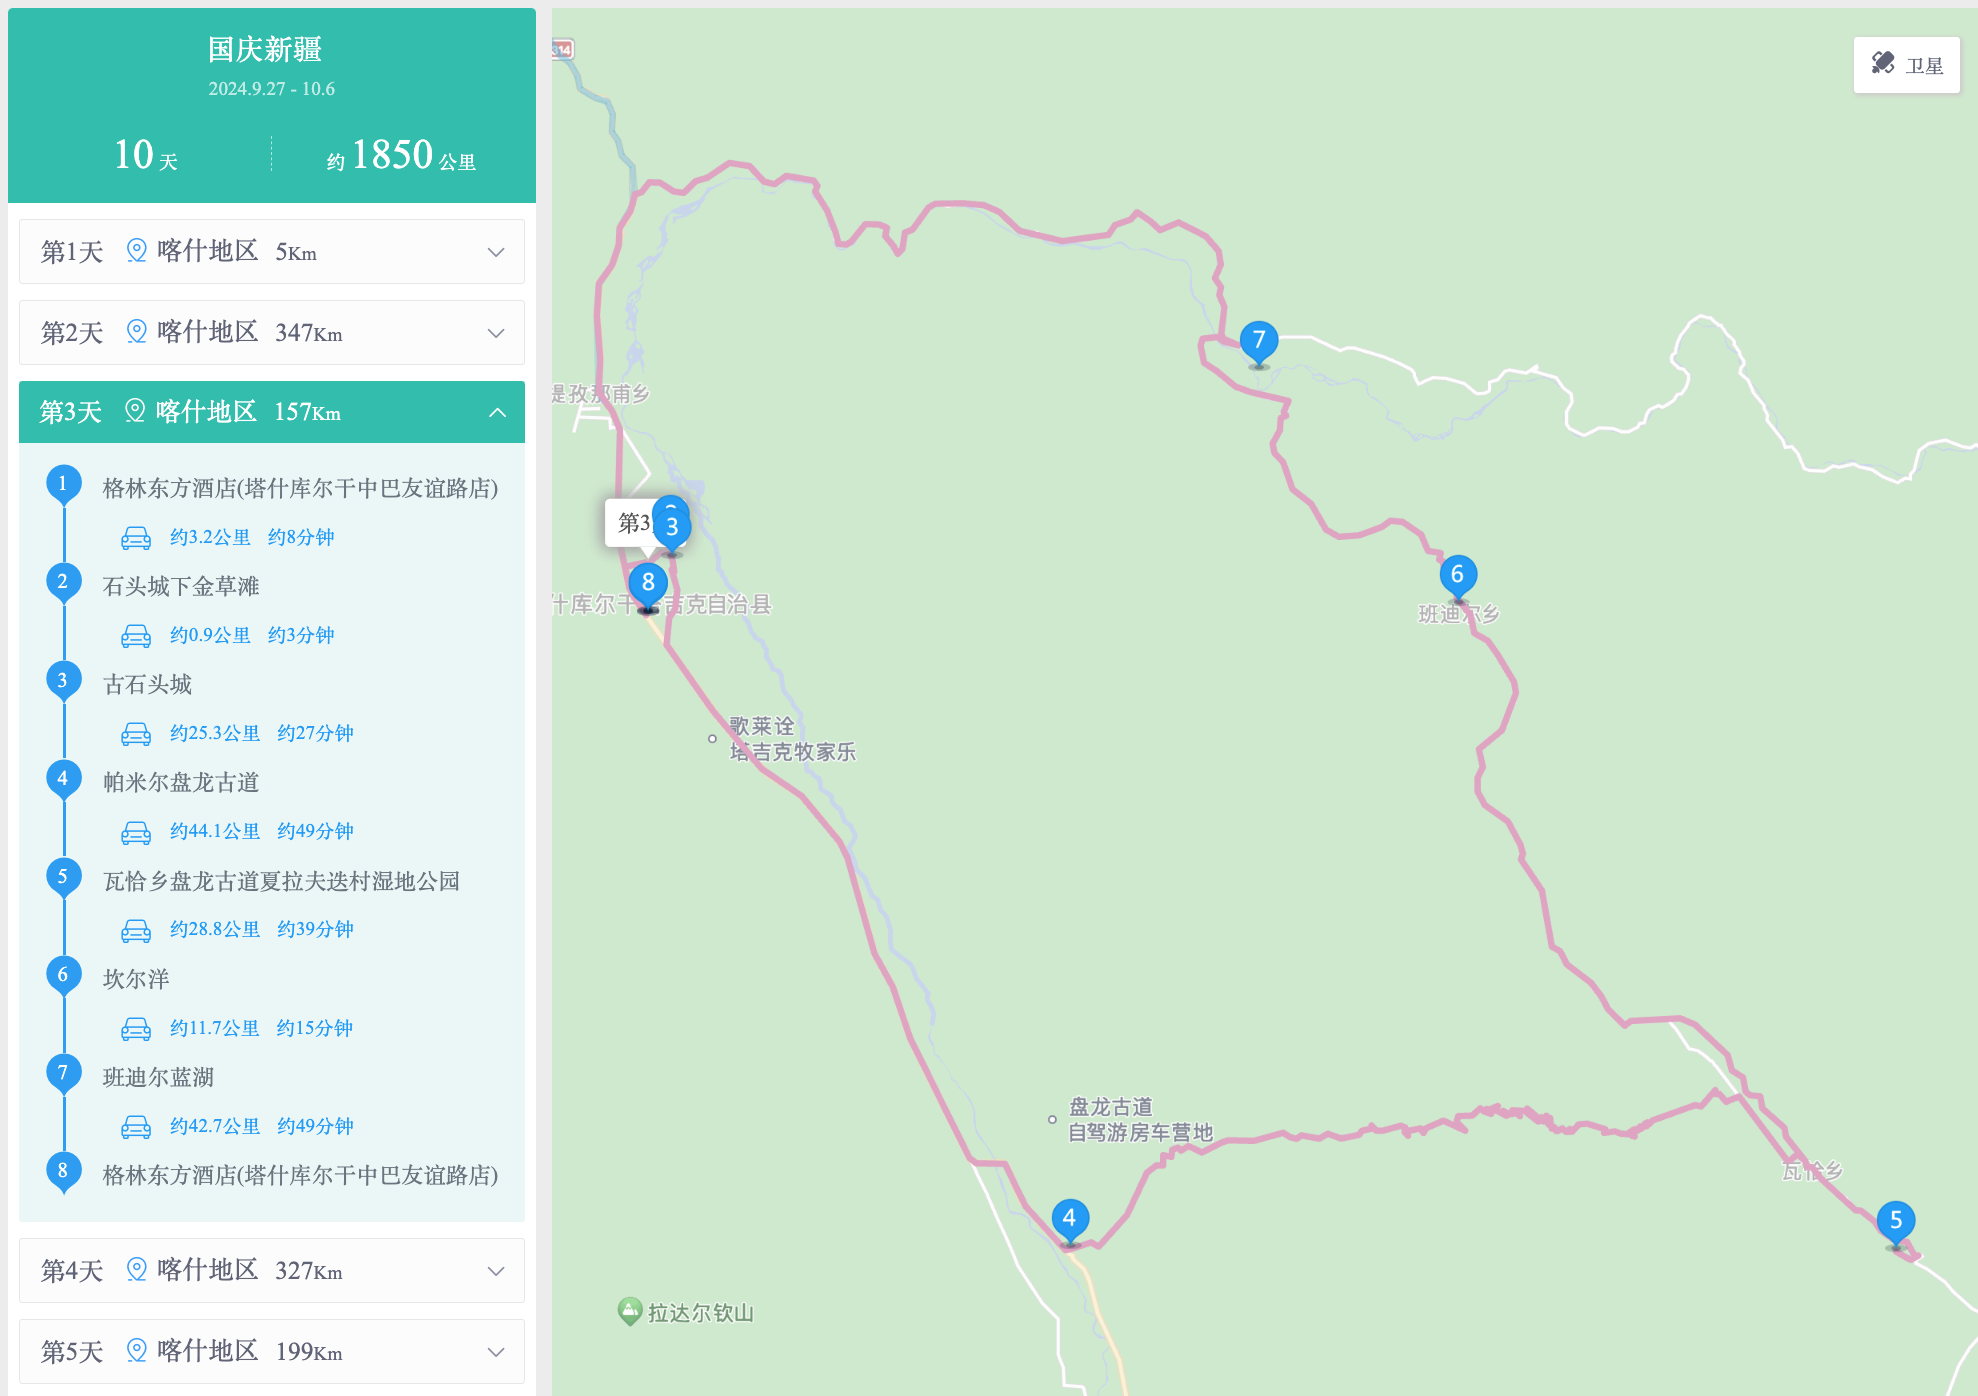 国庆新疆
2024.9.27 - 10.6
10 天
约 1850 公里
第1天 喀什地区 5Km
第2天 喀什地区 347Km
第3天 喀什地区 157Km
1 格林东方酒店(塔什库尔干中巴友谊路店)
约3.2公里 约8分钟
2 石头城下金草滩
约0.9公里 约3分钟
3 古石头城
约25.3公里 约27分钟
4 帕米尔盘龙古道
约44.1公里 约49分钟
5 瓦恰乡盘龙古道夏拉夫迭村湿地公园
约28.8公里 约39分钟
6 坎尔洋
约11.7公里 约15分钟
7 班迪尔蓝湖
约42.7公里 约49分钟
8 格林东方酒店(塔什库尔干中巴友谊路店)
第4天 喀什地区 327Km
第5天 喀什地区 199Km
卫星
7
提孜那甫乡
第3
3
8
什库尔干塔吉克自治县
6
班迪尔乡
歌莱诠
塔吉克牧家乐
盘龙古道
自驾游房车营地
瓦恰乡
4
5
拉达尔钦山